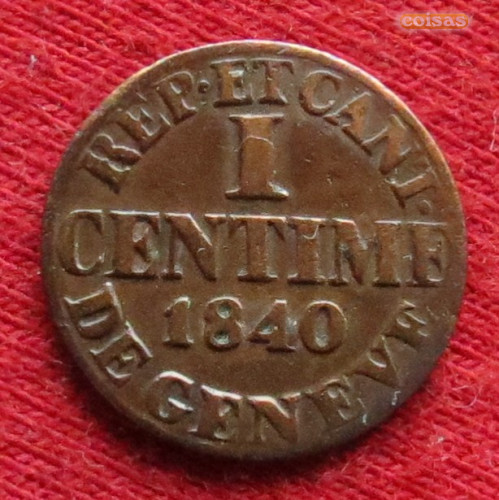 coisas
REP·ET CANT·
I
CENTIME
1840
DE GENEVE